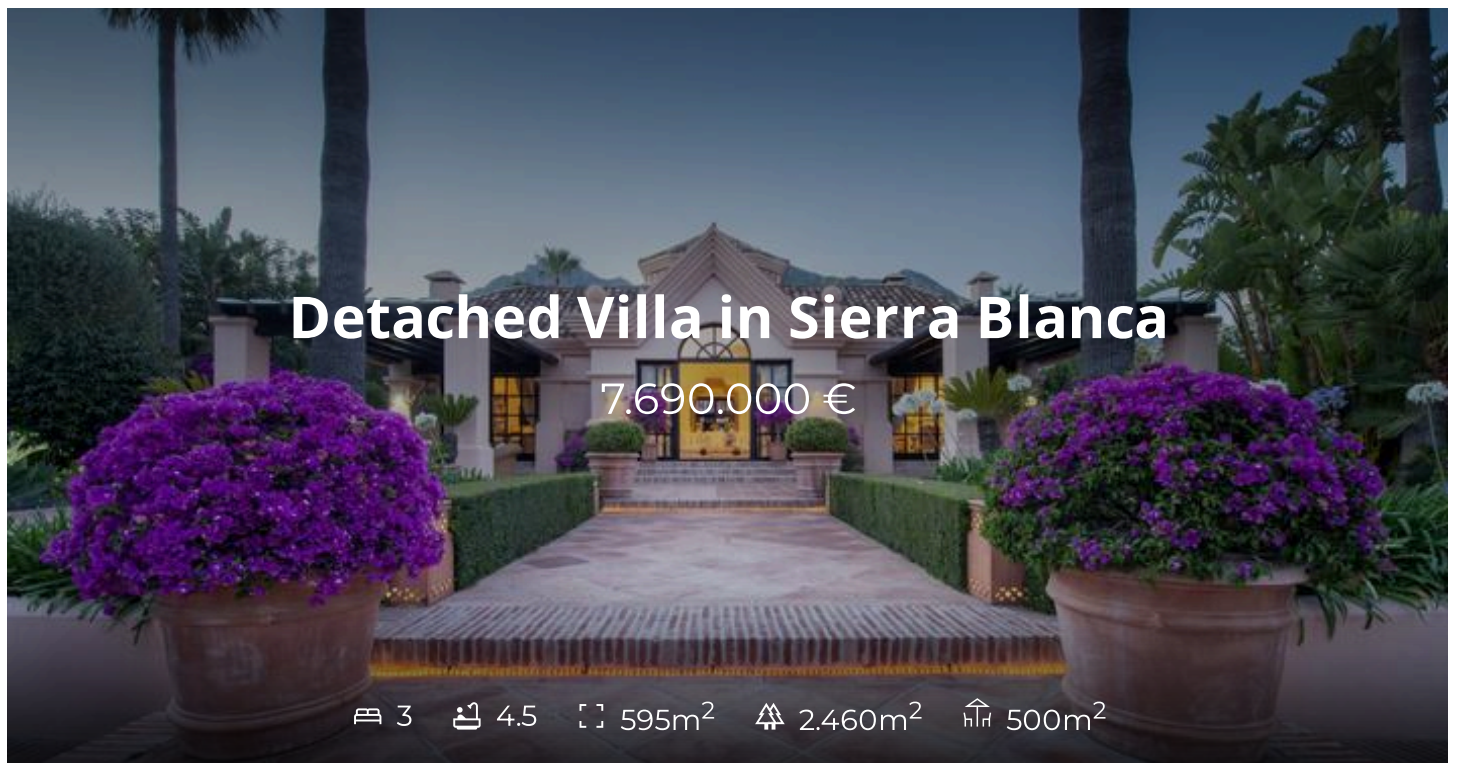 Detached Villa in Sierra Blanca
7.690.000 €
3 4.5 595m² 2.460m² 500m²